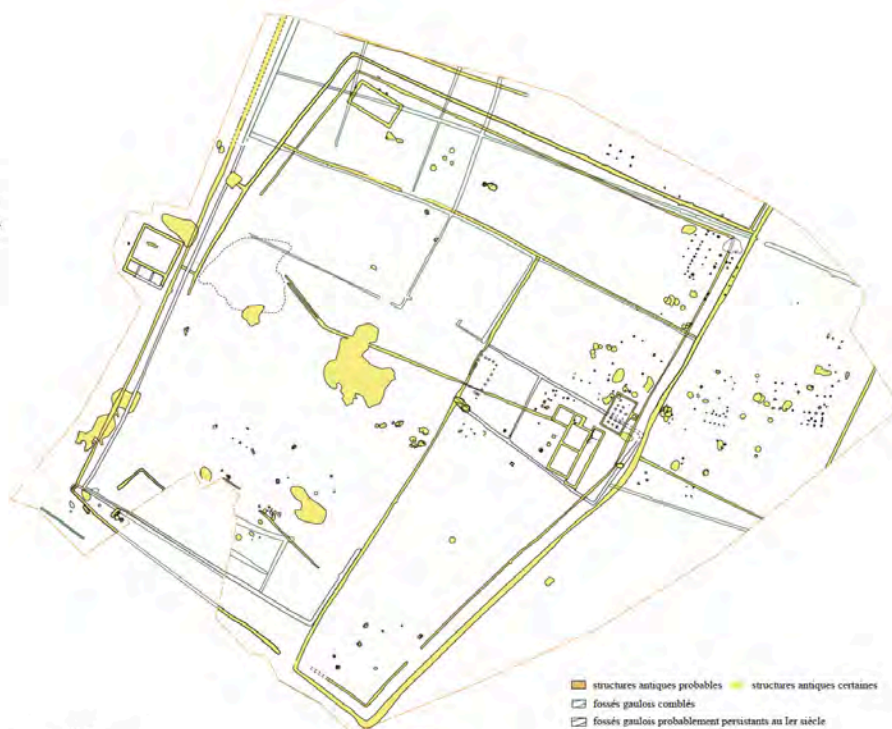 structures antiques probables structures antiques certaines
fossés gaulois comblés
fossés gaulois probablement persistants au Ier siècle